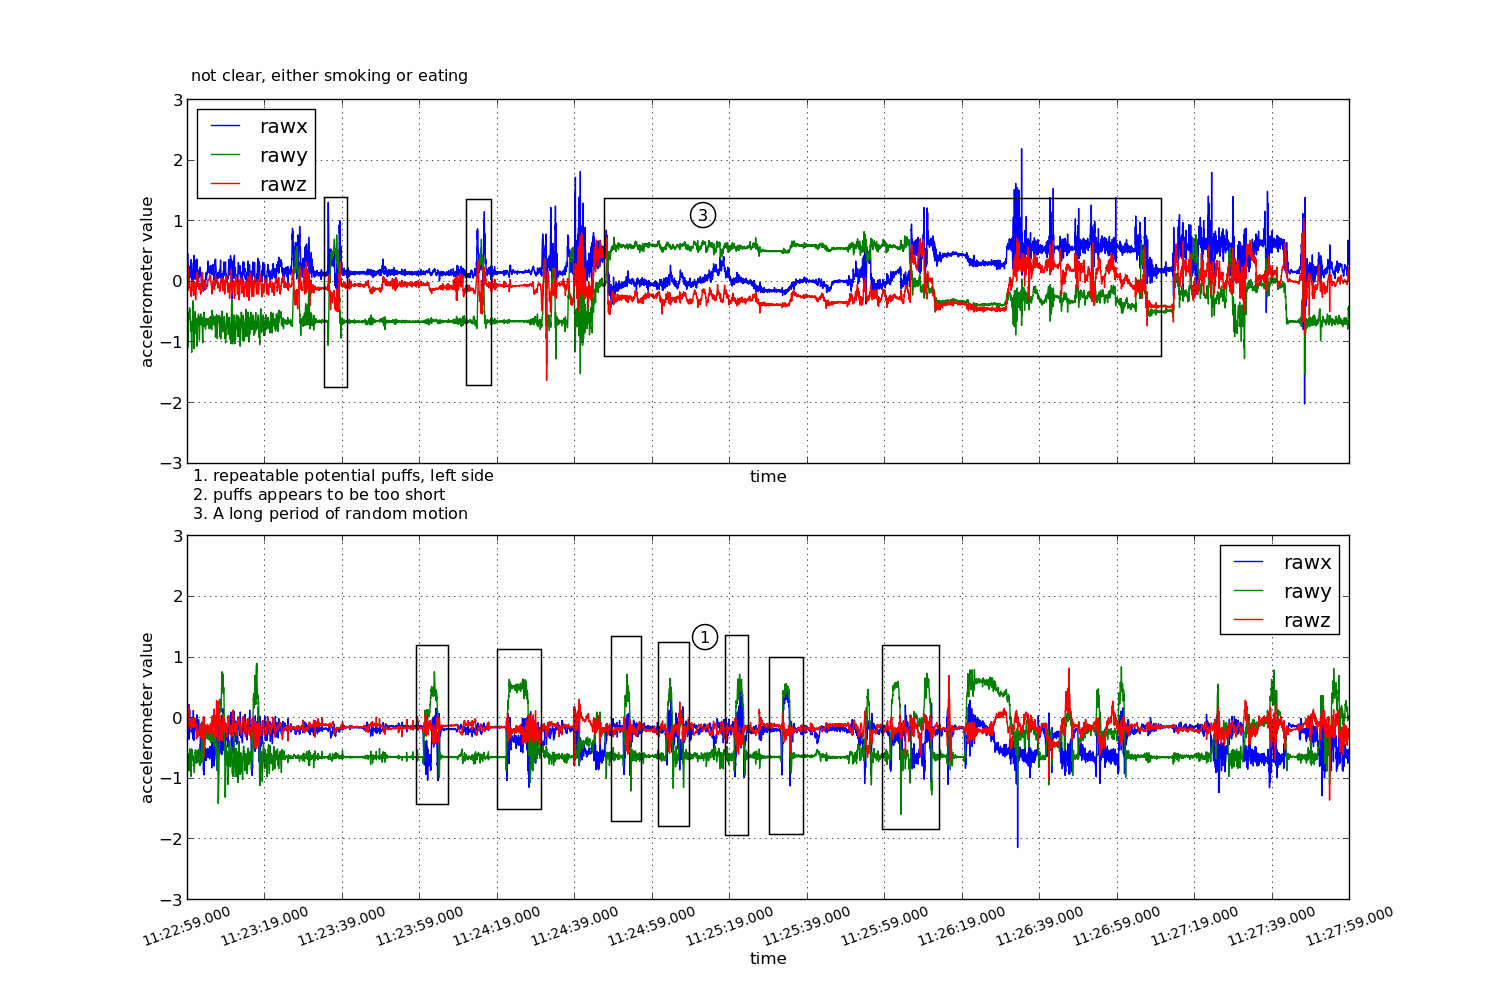 not clear, either smoking or eating
3
2
1
0
−1
−2
−3
accelerometer value
rawx
rawy
rawz
3
time
1. repeatable potential puffs, left side
2. puffs appears to be too short
3. A long period of random motion
3
2
1
0
−1
−2
−3
accelerometer value
rawx
rawy
rawz
1
11:22:59.000 11:23:19.000 11:23:39.000 11:23:59.000 11:24:19.000 11:24:39.000 11:24:59.000 11:25:19.000 11:25:39.000 11:25:59.000 11:26:19.000 11:26:39.000 11:26:59.000 11:27:19.000 11:27:39.000 11:27:59.000
time